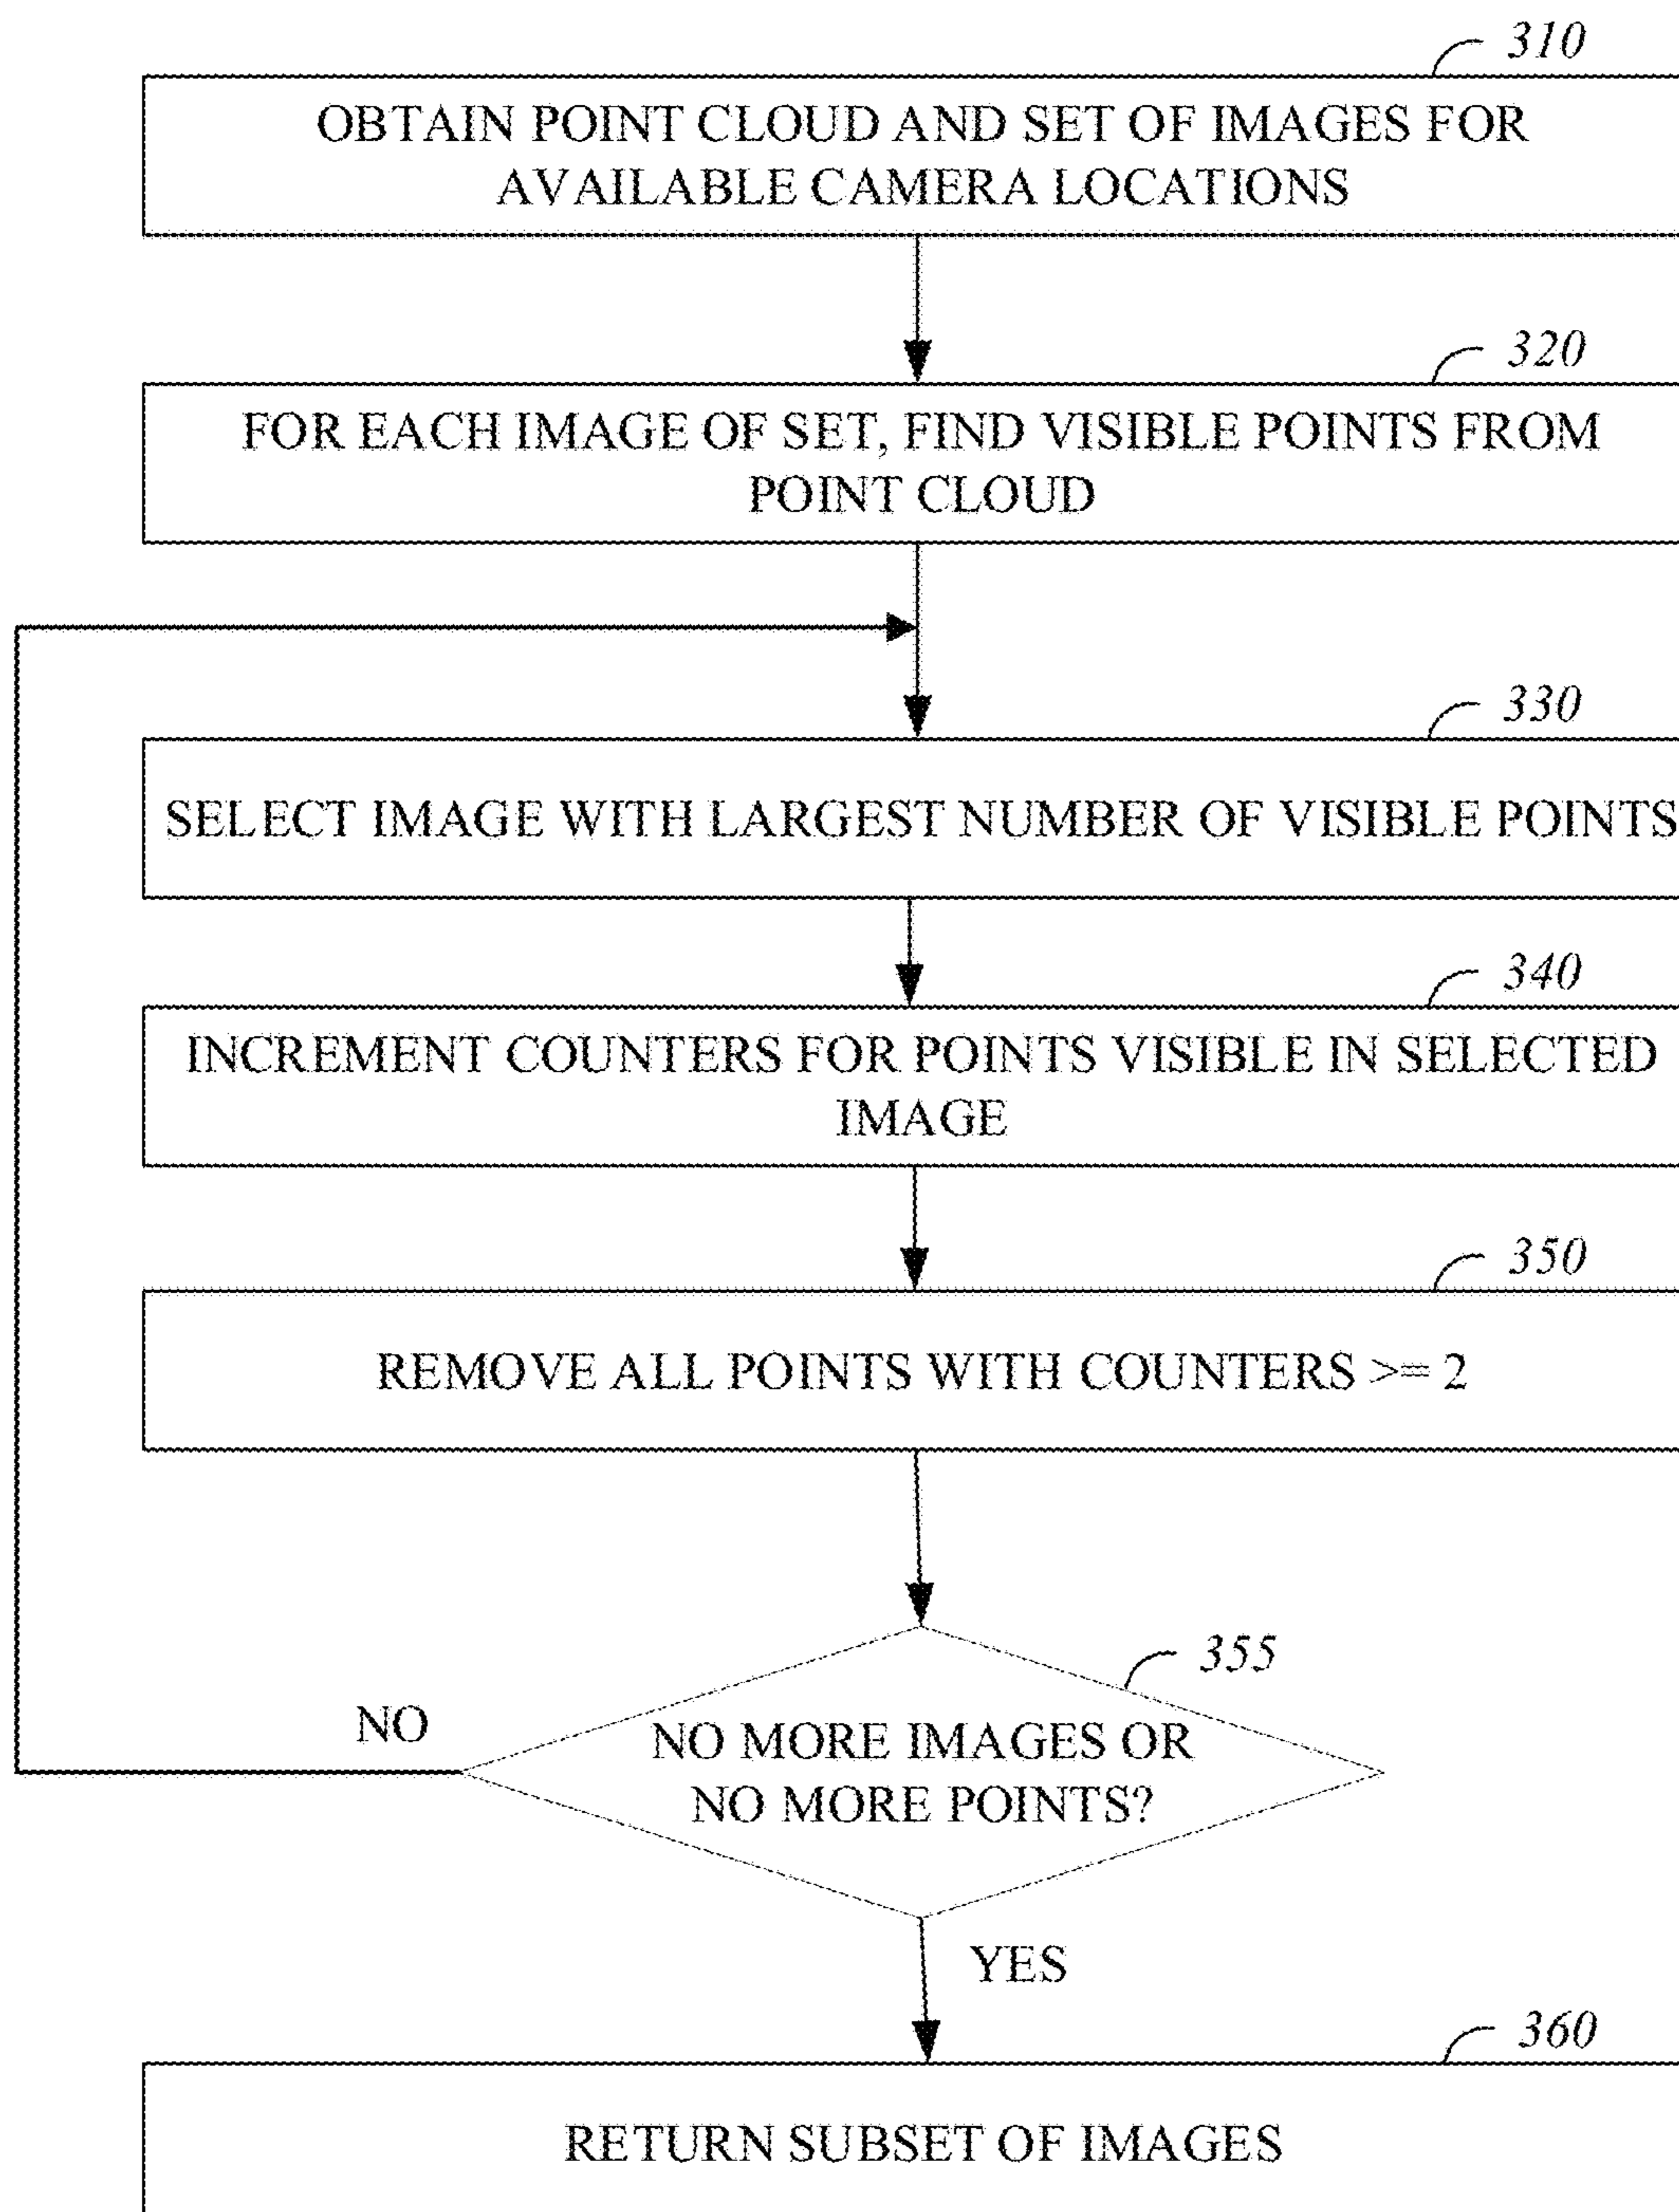 310
OBTAIN POINT CLOUD AND SET OF IMAGES FOR
AVAILABLE CAMERA LOCATIONS
320
FOR EACH IMAGE OF SET, FIND VISIBLE POINTS FROM
POINT CLOUD
330
SELECT IMAGE WITH LARGEST NUMBER OF VISIBLE POINTS
340
INCREMENT COUNTERS FOR POINTS VISIBLE IN SELECTED
IMAGE
350
REMOVE ALL POINTS WITH COUNTERS >= 2
355
NO
NO MORE IMAGES OR
NO MORE POINTS?
YES
360
RETURN SUBSET OF IMAGES